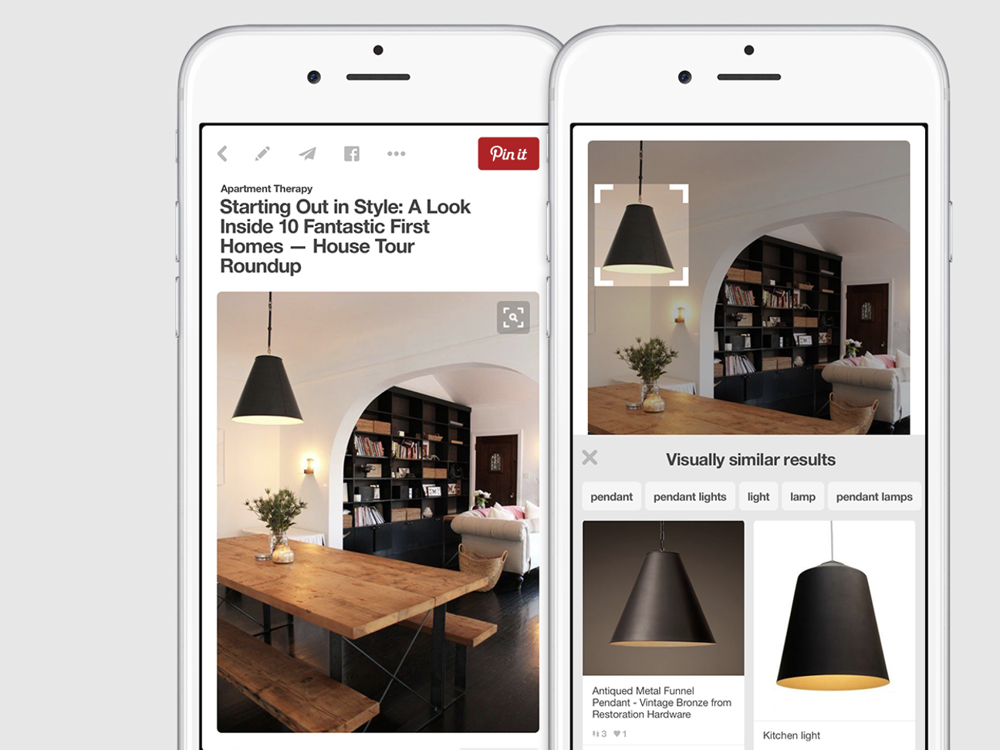 Pin it
Apartment Therapy
Starting Out in Style: A Look
Inside 10 Fantastic First
Homes — House Tour
Roundup
Visually similar results
pendant
pendant lights
light
lamp
pendant lamps
Antiqued Metal Funnel
Pendant - Vintage Bronze from
Restoration Hardware
3 1
Kitchen light